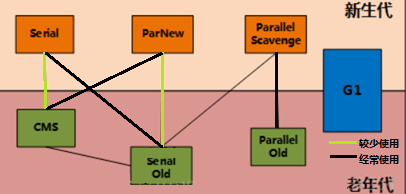 新生代
Serial
ParNew
Parallel
Scavenge
G1
CMS
Serial
Old
Parallel
Old
较少使用
经常使用
老年代